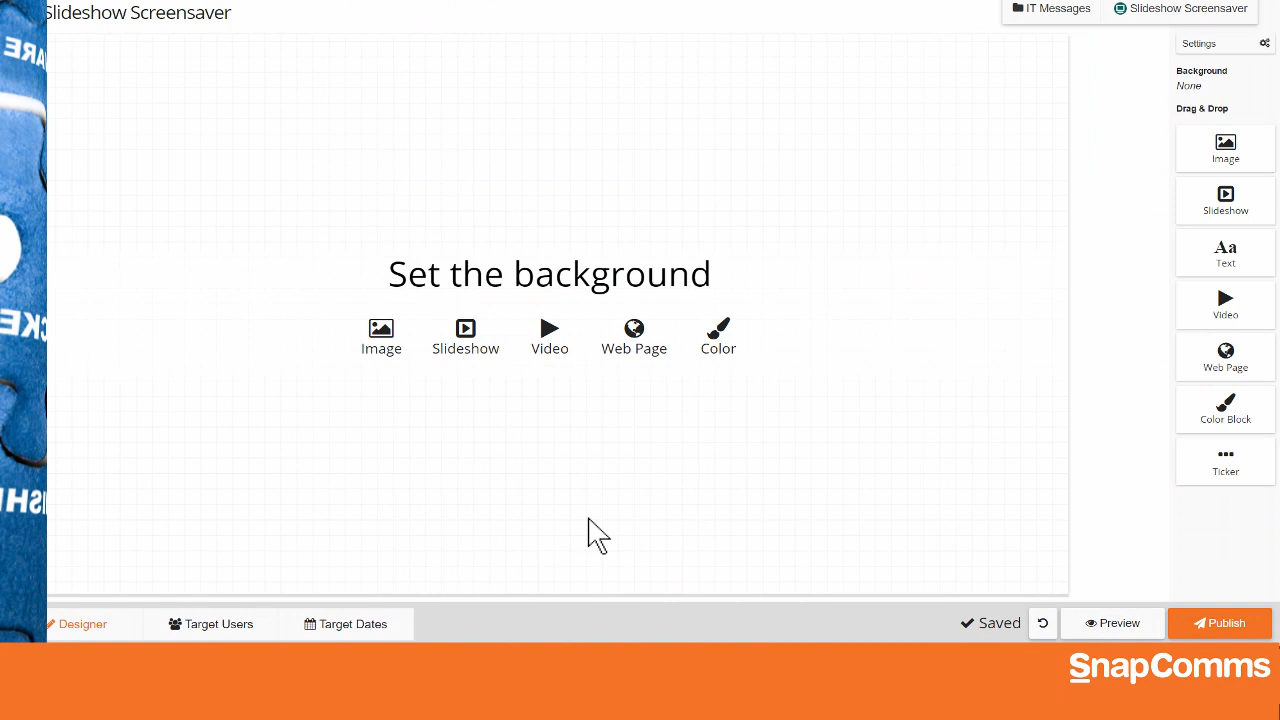 Slideshow Screensaver
IT Messages
Slideshow Screensaver
Settings
Background
None
Drag & Drop
Image
Slideshow
Aa
Text
Video
Web Page
Color Block
Ticker
Set the background
Image
Slideshow
Video
Web Page
Color
Designer
Target Users
Target Dates
Saved
Preview
Publish
SnapComms